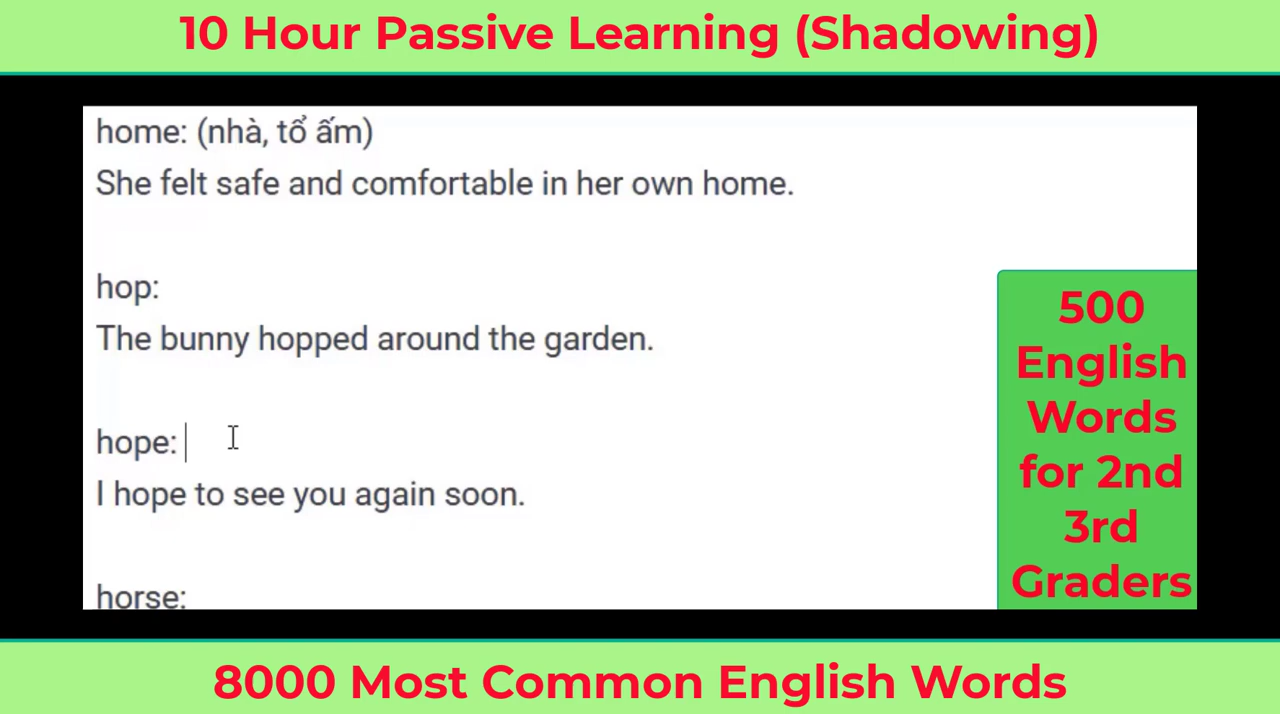 10 Hour Passive Learning (Shadowing)
home: (nhà, tổ ấm)
She felt safe and comfortable in her own home.
hop:
The bunny hopped around the garden.
hope:
I hope to see you again soon.
horse:
500
English
Words
for 2nd
3rd
Graders
8000 Most Common English Words